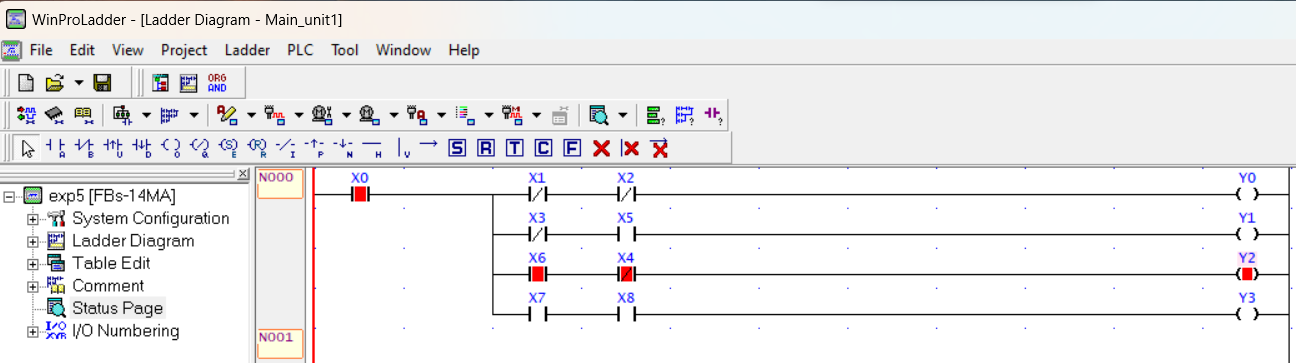 WinProLadder - [Ladder Diagram - Main_unit1]
File Edit View Project Ladder PLC Tool Window Help
ORG
AND
A B U D O Q E R I P N H V S R T C F
N000
X0 X1 X2 Y0
exp5 [FBs-14MA]
System Configuration
X3 X5 Y1
Ladder Diagram
Table Edit
X6 X4 Y2
Comment
Status Page
X7 X8 Y3
I/O Numbering
N001